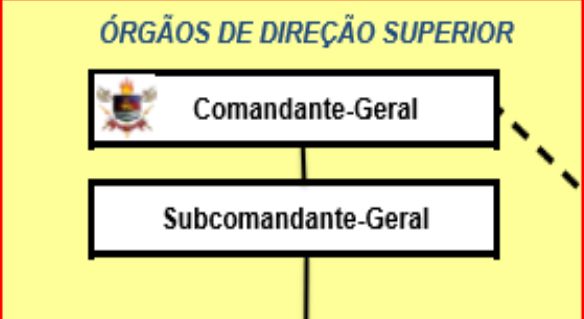 ÓRGÃOS DE DIREÇÃO SUPERIOR
Comandante-Geral
Subcomandante-Geral